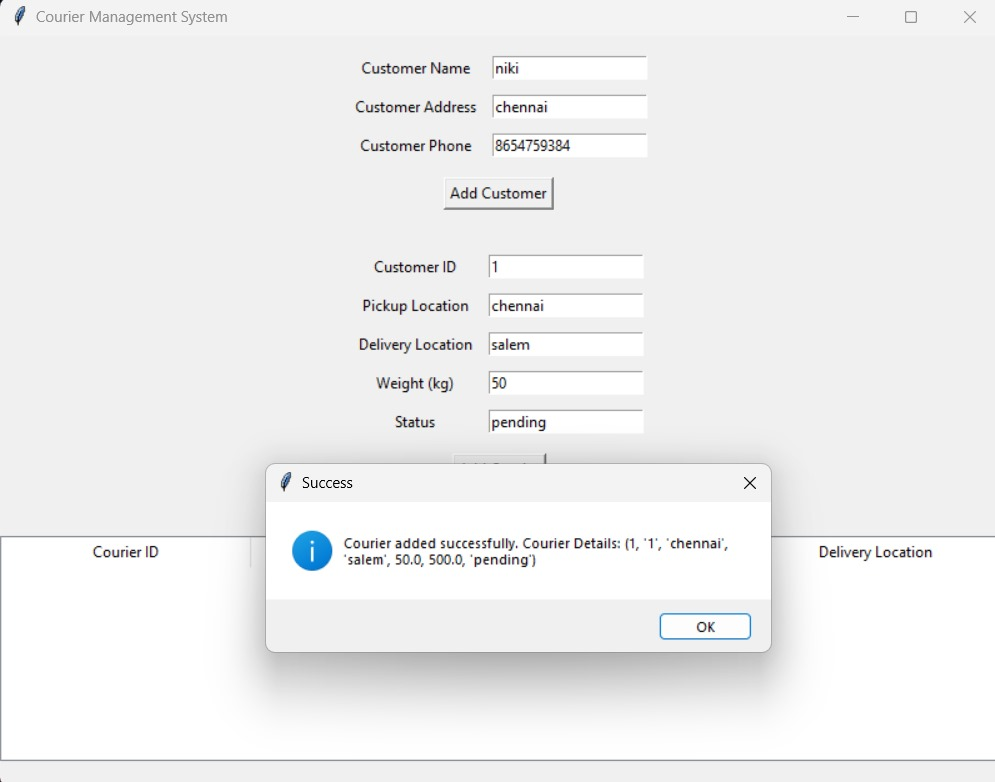 Courier Management System
Customer Name niki
Customer Address chennai
Customer Phone 8654759384
Add Customer
Customer ID 1
Pickup Location chennai
Delivery Location salem
Weight (kg) 50
Status pending
Success
Courier added successfully. Courier Details: (1, '1', 'chennai',
'salem', 50.0, 500.0, 'pending')
OK
Courier ID Delivery Location